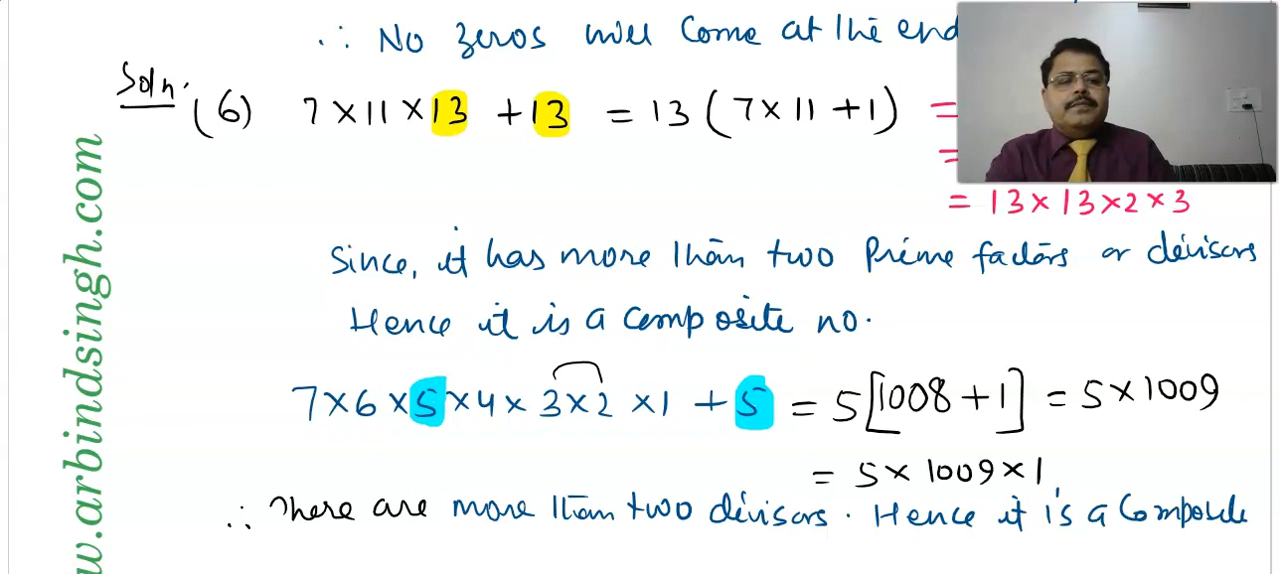 ∴ No zeros will Come at the end
Soln.
(6) 7 × 11 × 13 + 13 = 13 (7 × 11 + 1) =
=
= 13 × 13 × 2 × 3
Since, it has more than two Prime factors or divisors
Hence it is a Composite no.
7 × 6 × 5 × 4 × 3 × 2 × 1 + 5 = 5 [1008 + 1] = 5 × 1009
= 5 × 1009 × 1
∴ There are more than two divisors. Hence it is a Composite
w.arbindsingh.com